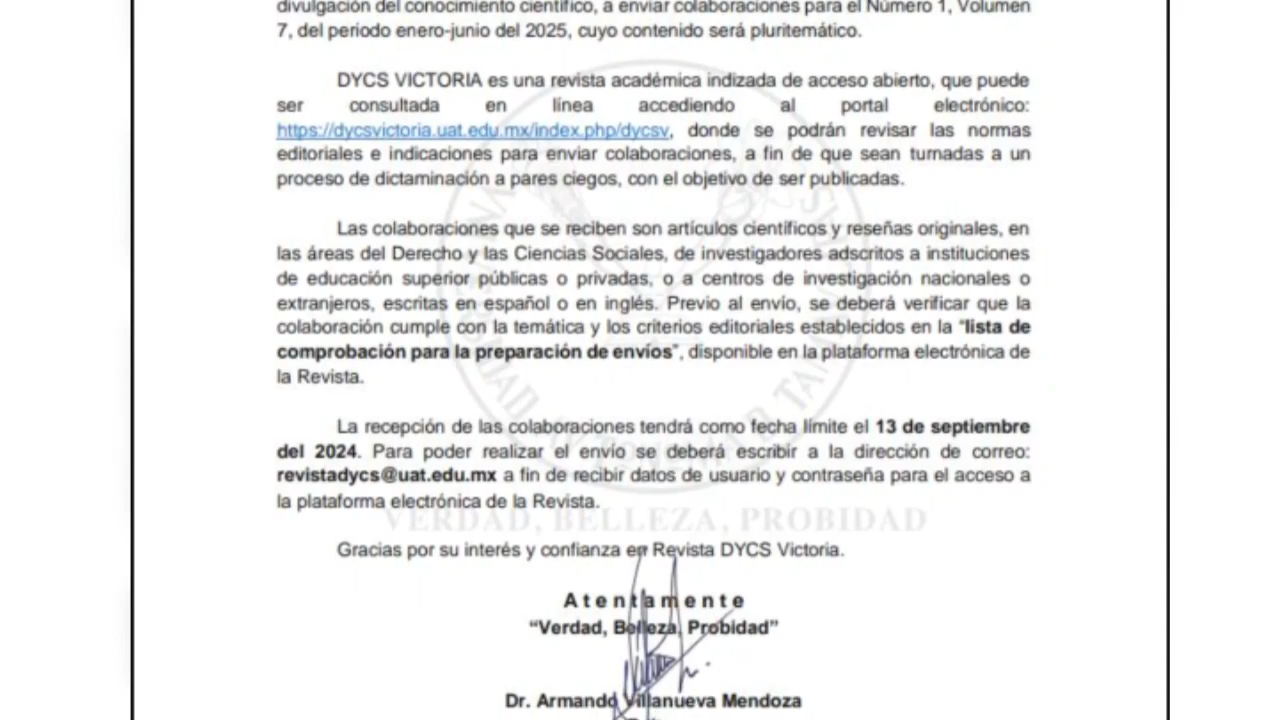 divulgación del conocimiento científico, a enviar colaboraciones para el Número 1, Volumen
7, del periodo enero-junio del 2025, cuyo contenido será pluritemático.
DYCS VICTORIA es una revista académica indizada de acceso abierto, que puede
ser consultada en línea accediendo al portal electrónico:
https://dycsvictoria.uat.edu.mx/index.php/dycsv, donde se podrán revisar las normas
editoriales e indicaciones para enviar colaboraciones, a fin de que sean turnadas a un
proceso de dictaminación a pares ciegos, con el objetivo de ser publicadas.
Las colaboraciones que se reciben son artículos científicos y reseñas originales, en
las áreas del Derecho y las Ciencias Sociales, de investigadores adscritos a instituciones
de educación superior públicas o privadas, o a centros de investigación nacionales o
extranjeros, escritas en español o en inglés. Previo al envío, se deberá verificar que la
colaboración cumple con la temática y los criterios editoriales establecidos en la “lista de
comprobación para la preparación de envíos”, disponible en la plataforma electrónica de
la Revista.
La recepción de las colaboraciones tendrá como fecha límite el 13 de septiembre
del 2024. Para poder realizar el envío se deberá escribir a la dirección de correo:
revistadycs@uat.edu.mx a fin de recibir datos de usuario y contraseña para el acceso a
la plataforma electrónica de la Revista.
VERDAD, BELLEZA, PROBIDAD
Gracias por su interés y confianza en Revista DYCS Victoria.
Atentamente
“Verdad, Belleza, Probidad”
Dr. Armando Villanueva Mendoza